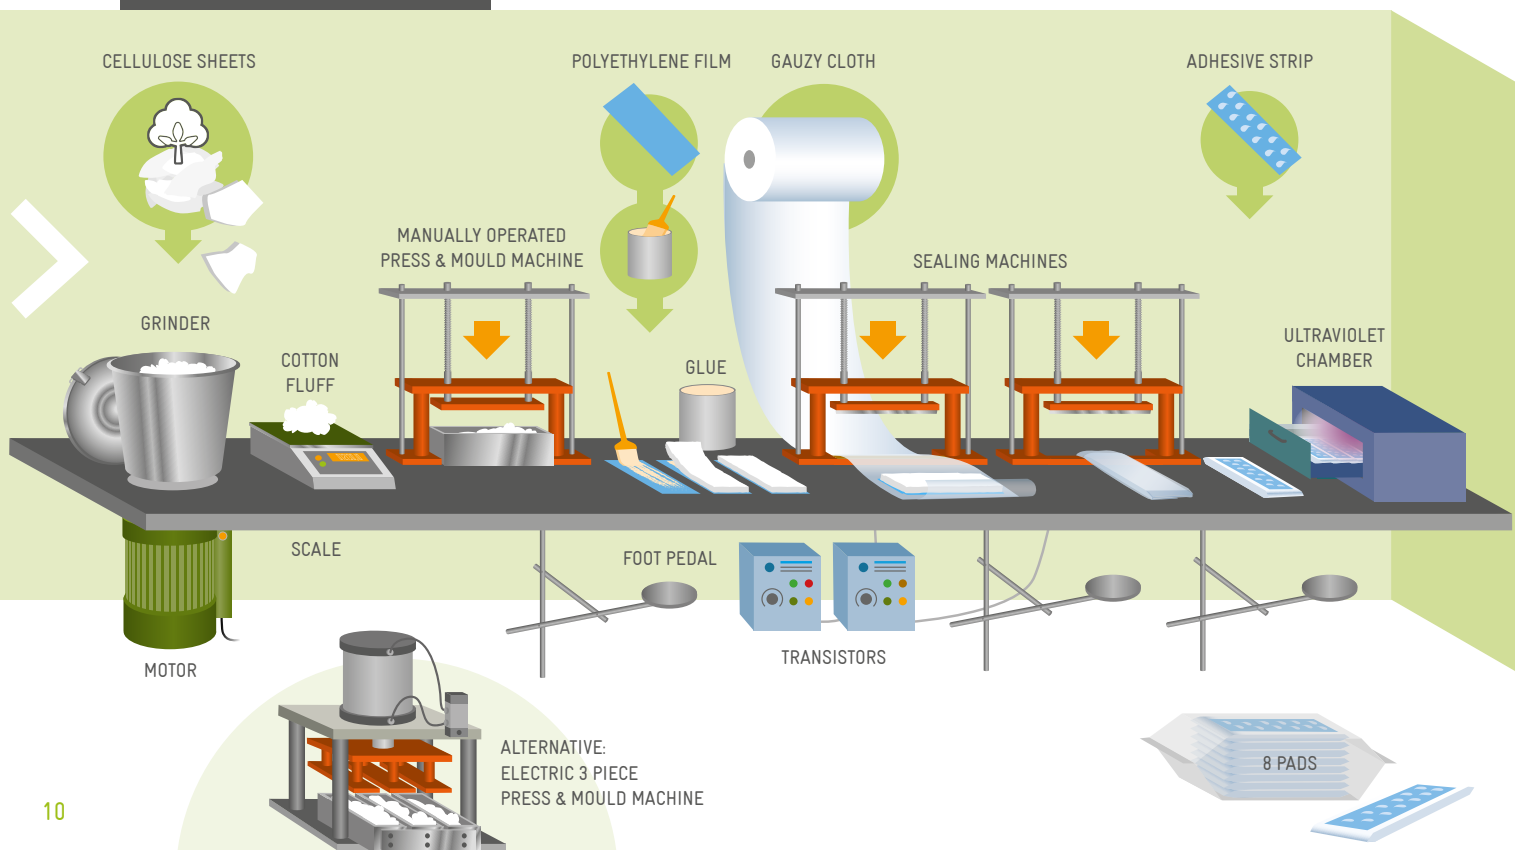 CELLULOSE SHEETS
POLYETHYLENE FILM
GAUZY CLOTH
ADHESIVE STRIP
MANUALLY OPERATED
PRESS & MOULD MACHINE
SEALING MACHINES
GRINDER
COTTON
FLUFF
GLUE
ULTRAVIOLET
CHAMBER
SCALE
FOOT PEDAL
MOTOR
TRANSISTORS
ALTERNATIVE:
ELECTRIC 3 PIECE
PRESS & MOULD MACHINE
8 PADS
10